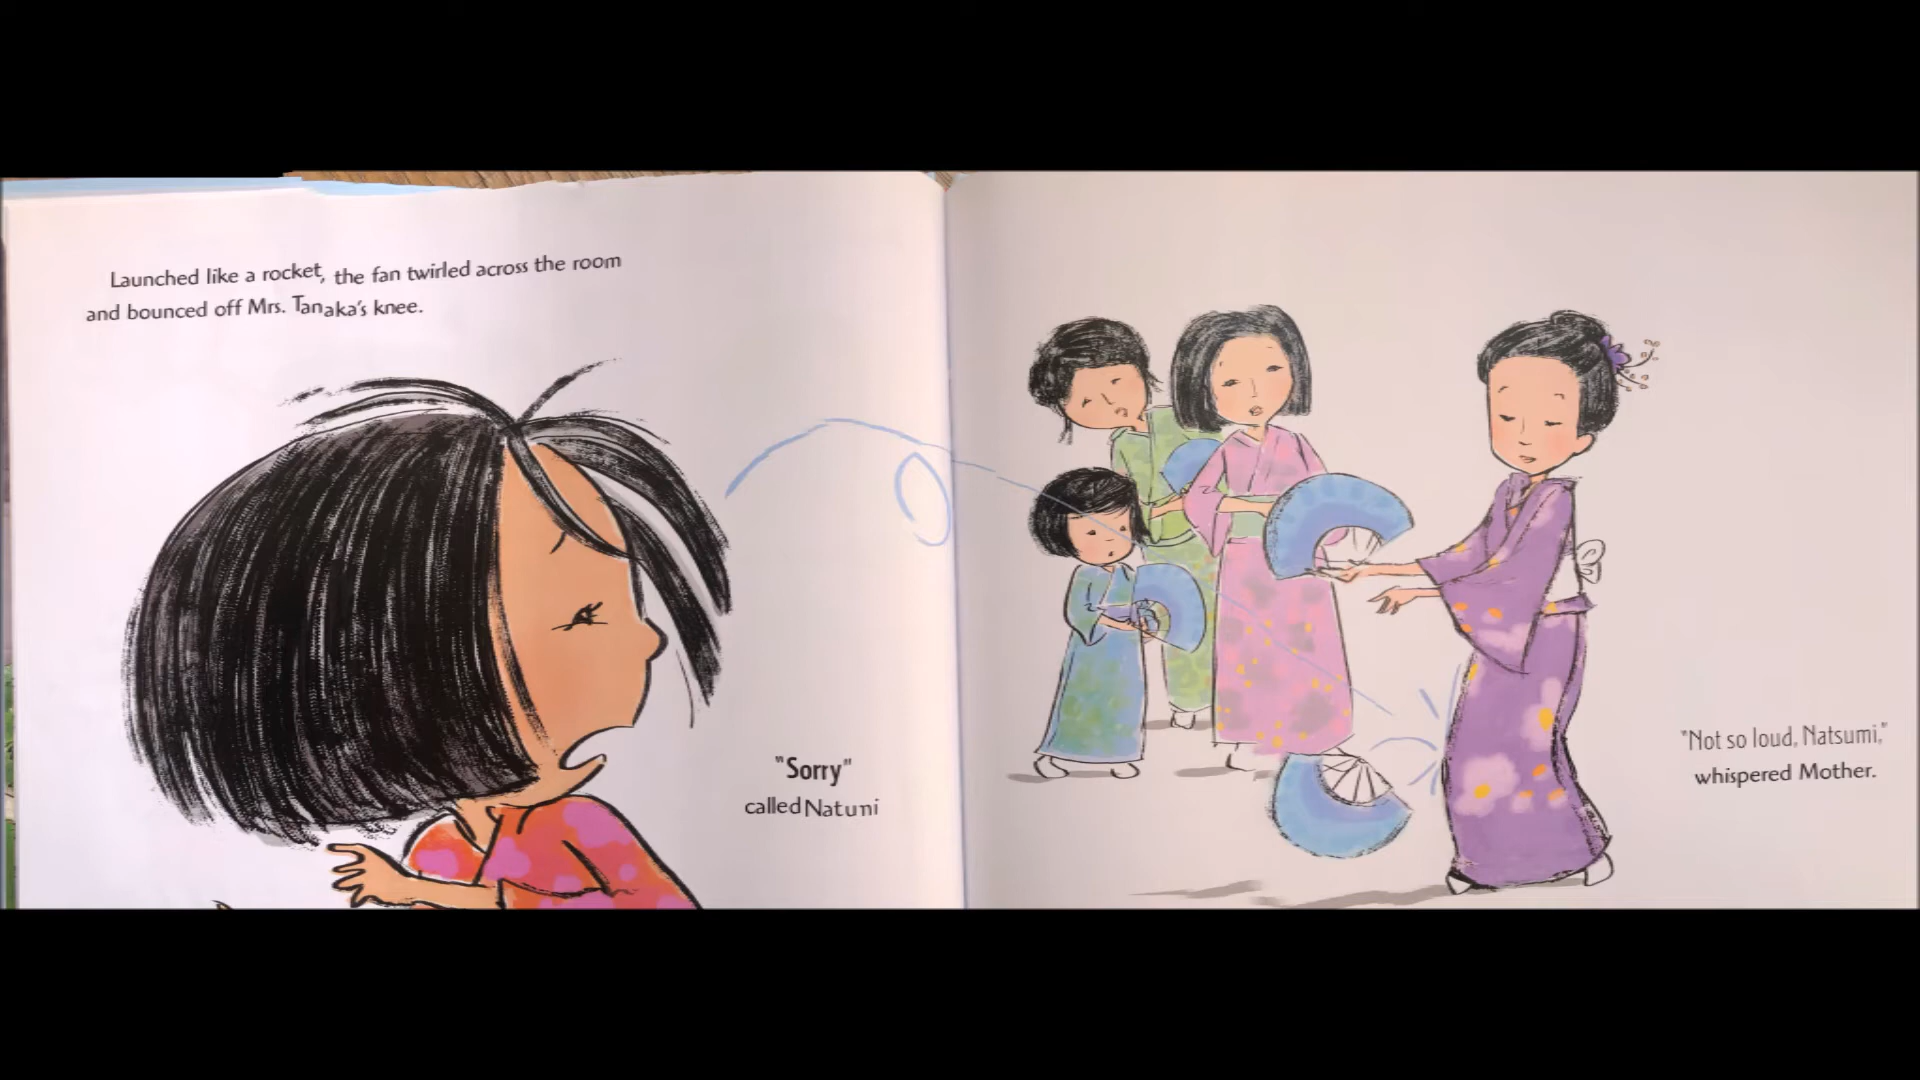 Launched like a rocket, the fan twirled across the room
and bounced off Mrs. Tanaka's knee.
"Sorry"
called Natumi
"Not so loud, Natsumi,"
whispered Mother.